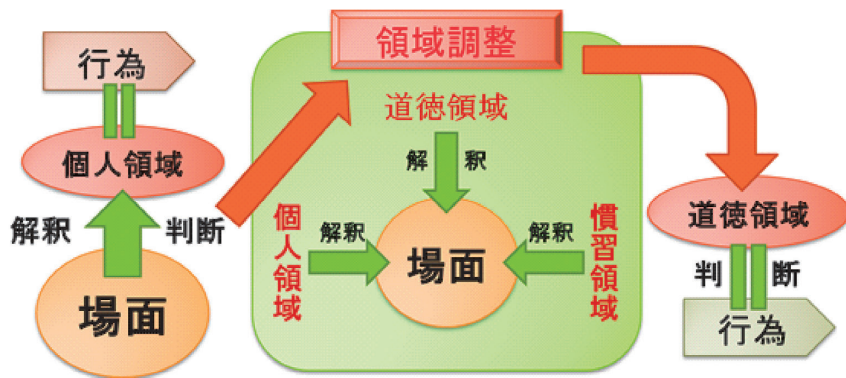 行為
個人領域
解釈 判断
場面
領域調整
道徳領域
解 釈
個人領域
解釈
場面
解釈
慣習領域
道徳領域
判 断
行為